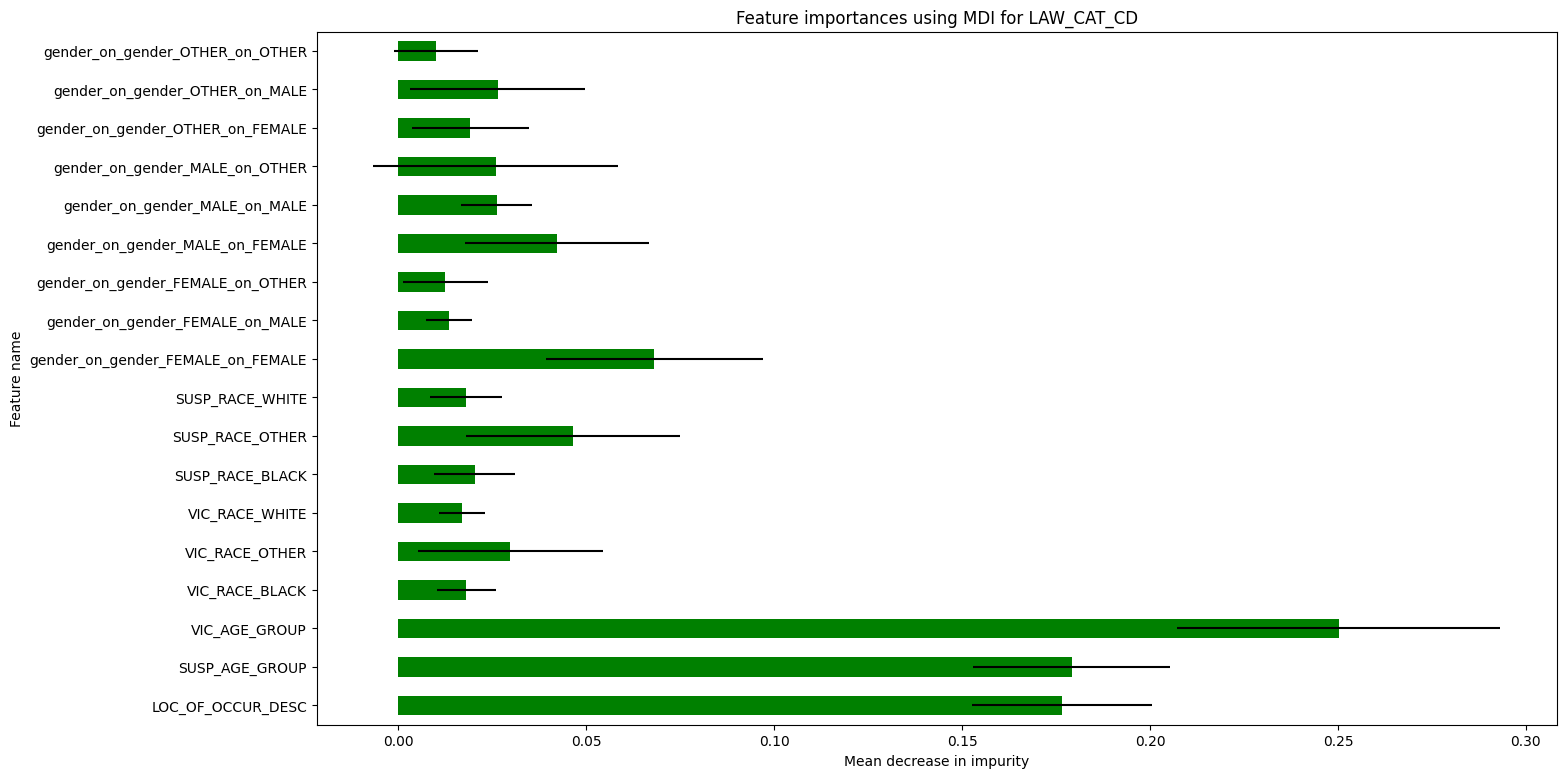 Feature importances using MDI for LAW_CAT_CD
gender_on_gender_OTHER_on_OTHER
gender_on_gender_OTHER_on_MALE
gender_on_gender_OTHER_on_FEMALE
gender_on_gender_MALE_on_OTHER
gender_on_gender_MALE_on_MALE
gender_on_gender_MALE_on_FEMALE
gender_on_gender_FEMALE_on_OTHER
gender_on_gender_FEMALE_on_MALE
gender_on_gender_FEMALE_on_FEMALE
SUSP_RACE_WHITE
SUSP_RACE_OTHER
SUSP_RACE_BLACK
VIC_RACE_WHITE
VIC_RACE_OTHER
VIC_RACE_BLACK
VIC_AGE_GROUP
SUSP_AGE_GROUP
LOC_OF_OCCUR_DESC
Feature name
0.00 0.05 0.10 0.15 0.20 0.25 0.30
Mean decrease in impurity